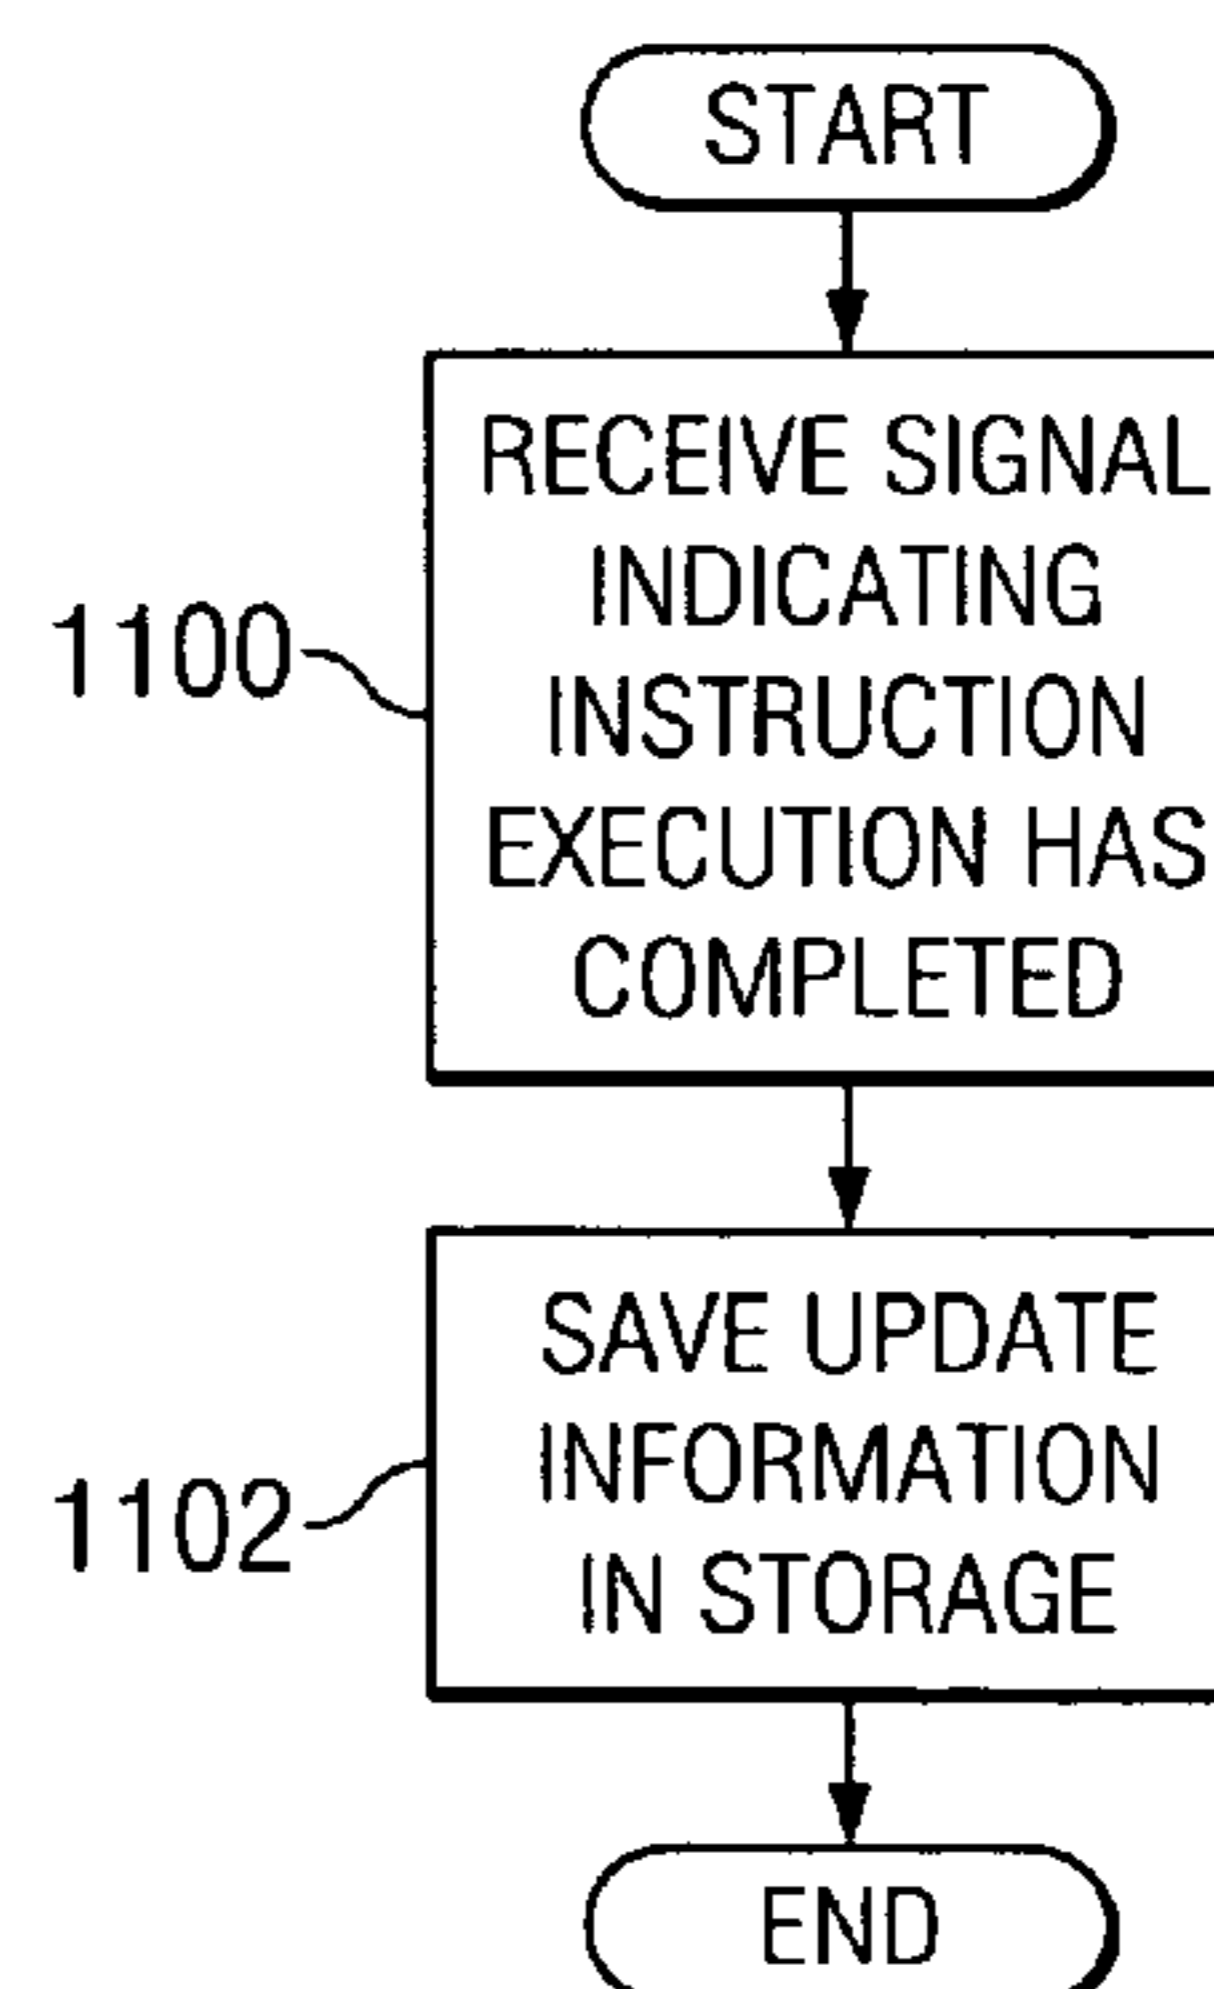 START
RECEIVE SIGNAL
INDICATING
INSTRUCTION
EXECUTION HAS
COMPLETED
1100
SAVE UPDATE
INFORMATION
IN STORAGE
1102
END